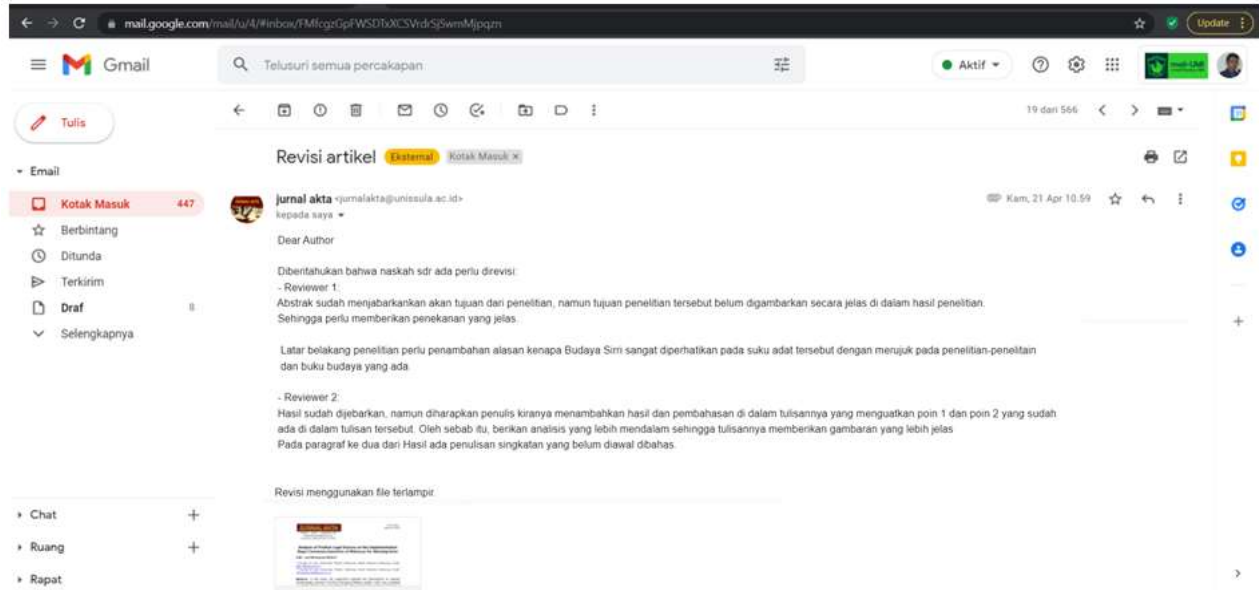 mail.google.com/mail/u/4/#inbox/FMfcgzGpFWSDTxXCSVrdrSjSwmMjpqzn
Update
Gmail
Telusuri semua percakapan
Aktif
Tulis
19 dari 566
Revisi artikel Eksternal Kotak Masuk ×
Email
Kotak Masuk 447
Berbintang
Ditunda
Terkirim
Draf 8
Selengkapnya
jurnal akta <jurnalakta@unissula.ac.id>
Kam, 21 Apr 10.59
kepada saya
Dear Author
Diberitahukan bahwa naskah sdr ada perlu direvisi:
- Reviewer 1:
Abstrak sudah menjabarkankan akan tujuan dari penelitian, namun tujuan penelitian tersebut belum digambarkan secara jelas di dalam hasil penelitian.
Sehingga perlu memberikan penekanan yang jelas.
Latar belakang penelitian perlu penambahan alasan kenapa Budaya Sirri sangat diperhatikan pada suku adat tersebut dengan merujuk pada penelitian-penelitain
dan buku budaya yang ada.
- Reviewer 2:
Hasil sudah dijebarkan, namun diharapkan penulis kiranya menambahkan hasil dan pembahasan di dalam tulisannya yang menguatkan poin 1 dan poin 2 yang sudah
ada di dalam tulisan tersebut. Oleh sebab itu, berikan analisis yang lebih mendalam sehingga tulisannya memberikan gambaran yang lebih jelas
Pada paragraf ke dua dari Hasil ada penulisan singkatan yang belum diawal dibahas.
Revisi menggunakan file terlampir.
JURNAL AKTA
Chat
Ruang
Rapat